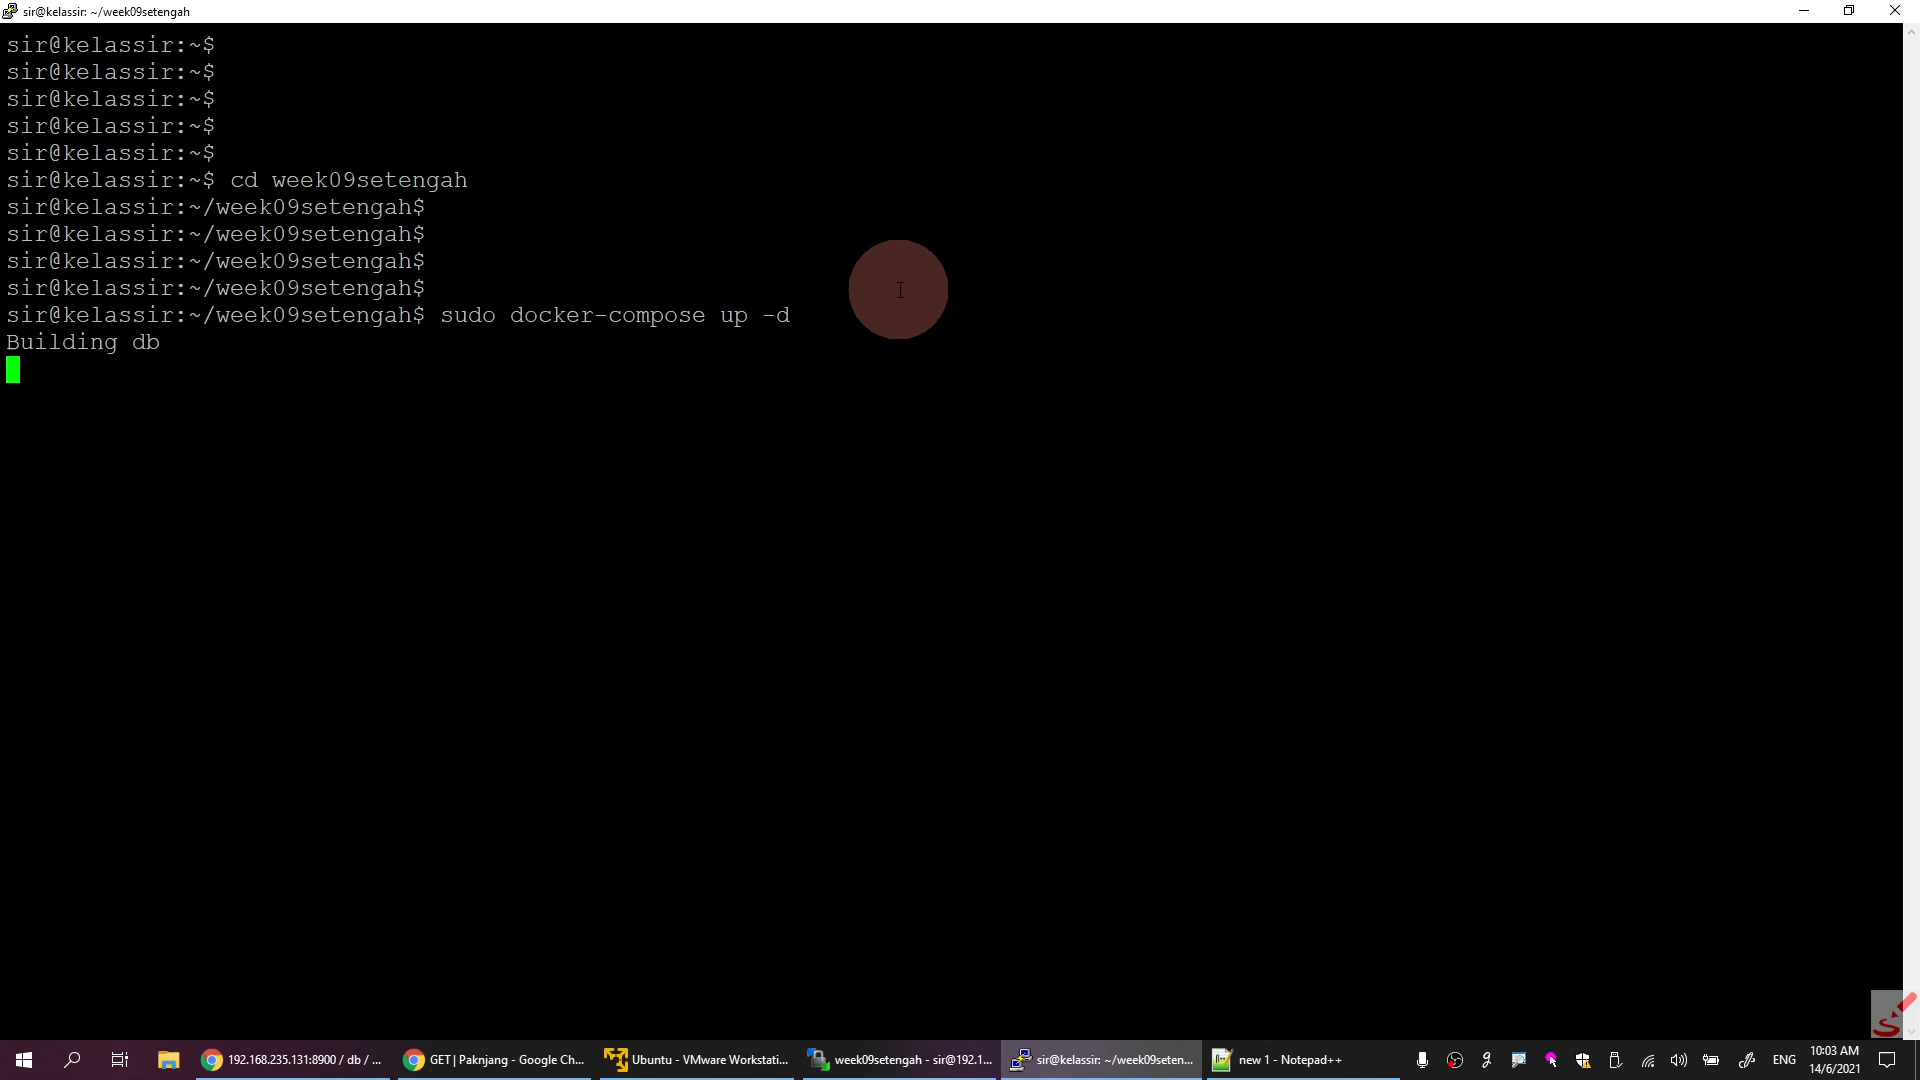 sir@kelassir: ~/week09setengah
sir@kelassir:~$
sir@kelassir:~$
sir@kelassir:~$
sir@kelassir:~$
sir@kelassir:~$
sir@kelassir:~$ cd week09setengah
sir@kelassir:~/week09setengah$
sir@kelassir:~/week09setengah$
sir@kelassir:~/week09setengah$
sir@kelassir:~/week09setengah$
sir@kelassir:~/week09setengah$ sudo docker-compose up -d
Building db
192.168.235.131:8900 / db / ...
GET | Paknjang - Google Ch...
Ubuntu - VMware Workstati...
week09setengah - sir@192.1...
sir@kelassir: ~/week09seten...
new 1 - Notepad++
ENG
10:03 AM
14/6/2021